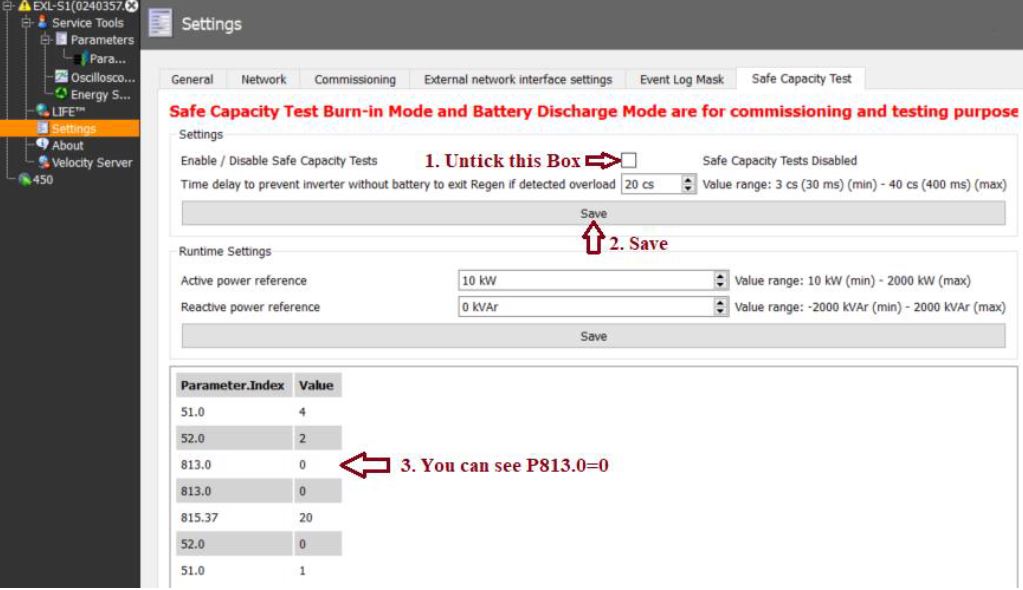 EXL-S1(0240357.
Service Tools
Parameters
Para...
Oscillosco...
Energy S...
LIFE™
Settings
About
Velocity Server
450
Settings
General Network Commissioning External network interface settings Event Log Mask Safe Capacity Test
Safe Capacity Test Burn-in Mode and Battery Discharge Mode are for commissioning and testing purpose
Settings
Enable / Disable Safe Capacity Tests 1. Untick this Box Safe Capacity Tests Disabled
Time delay to prevent inverter without battery to exit Regen if detected overload 20 cs Value range: 3 cs (30 ms) (min) - 40 cs (400 ms) (max)
Save
2. Save
Runtime Settings
Active power reference 10 kW Value range: 10 kW (min) - 2000 kW (max)
Reactive power reference 0 kVAr Value range: -2000 kVAr (min) - 2000 kVAr (max)
Save
Parameter.Index Value
51.0 4
52.0 2
813.0 0 3. You can see P813.0=0
813.0 0
815.37 20
52.0 0
51.0 1